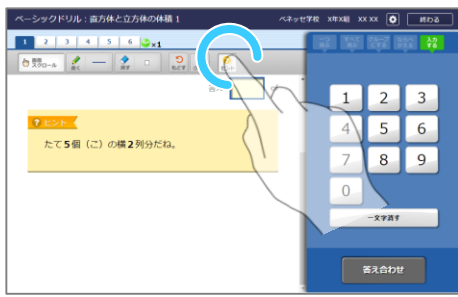 ベーシックドリル：直方体と立方体の体積 1
ベネッセ学校 X年X組 XX XX 終わる
1 2 3 4 5 6 ×1
画面スクロール 書く 消す もどす
入力する
?ヒント
たて5個（こ）の横2列分だね。
1 2 3
4 5 6
7 8 9
0
一文字消す
答え合わせ